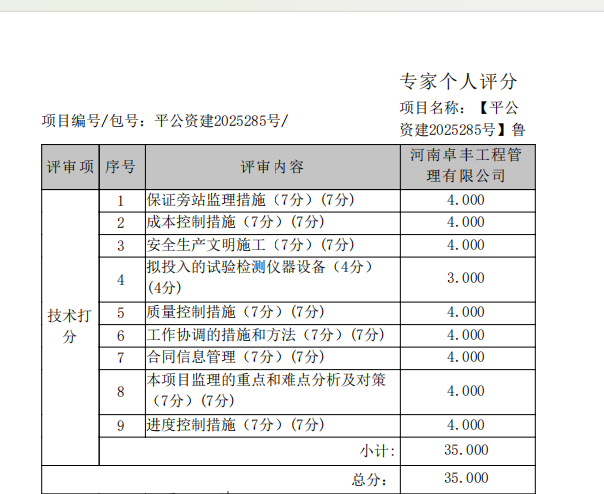 专家个人评分
项目编号/包号：平公资建2025285号/
项目名称：【平公
资建2025285号】鲁
评审项 序号 评审内容 河南卓丰工程管
理有限公司
技术打
分
1 保证旁站监理措施（7分）(7分) 4.000
2 成本控制措施（7分）(7分) 4.000
3 安全生产文明施工（7分）(7分) 4.000
4 拟投入的试验检测仪器设备（4分）
(4分) 3.000
5 质量控制措施（7分）(7分) 4.000
6 工作协调的措施和方法（7分）(7分) 4.000
7 合同信息管理（7分）(7分) 4.000
8 本项目监理的重点和难点分析及对策
（7分）(7分) 4.000
9 进度控制措施（7分）(7分) 4.000
小计: 35.000
总分： 35.000